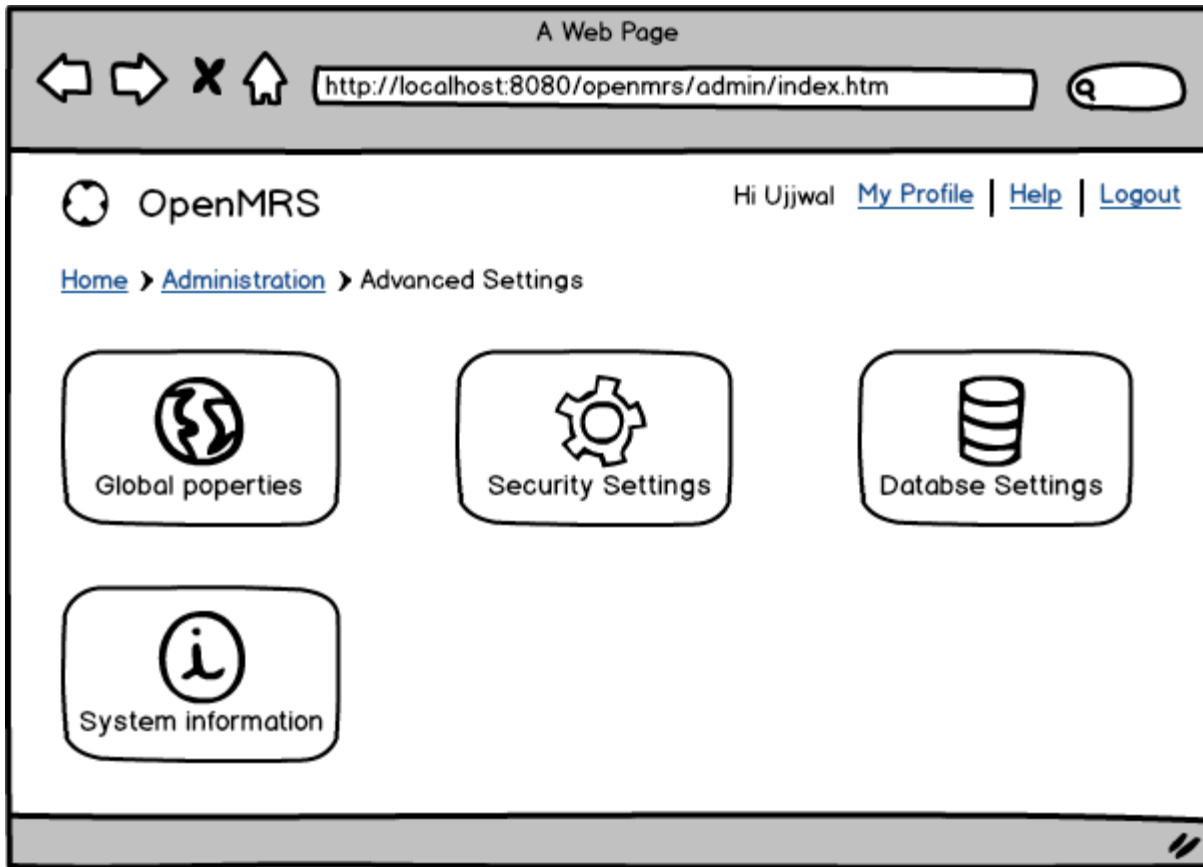 A Web Page
http://localhost:8080/openmrs/admin/index.htm
OpenMRS
Hi Ujjwal My Profile | Help | Logout
Home > Administration > Advanced Settings
Global poperties
Security Settings
Databse Settings
System information